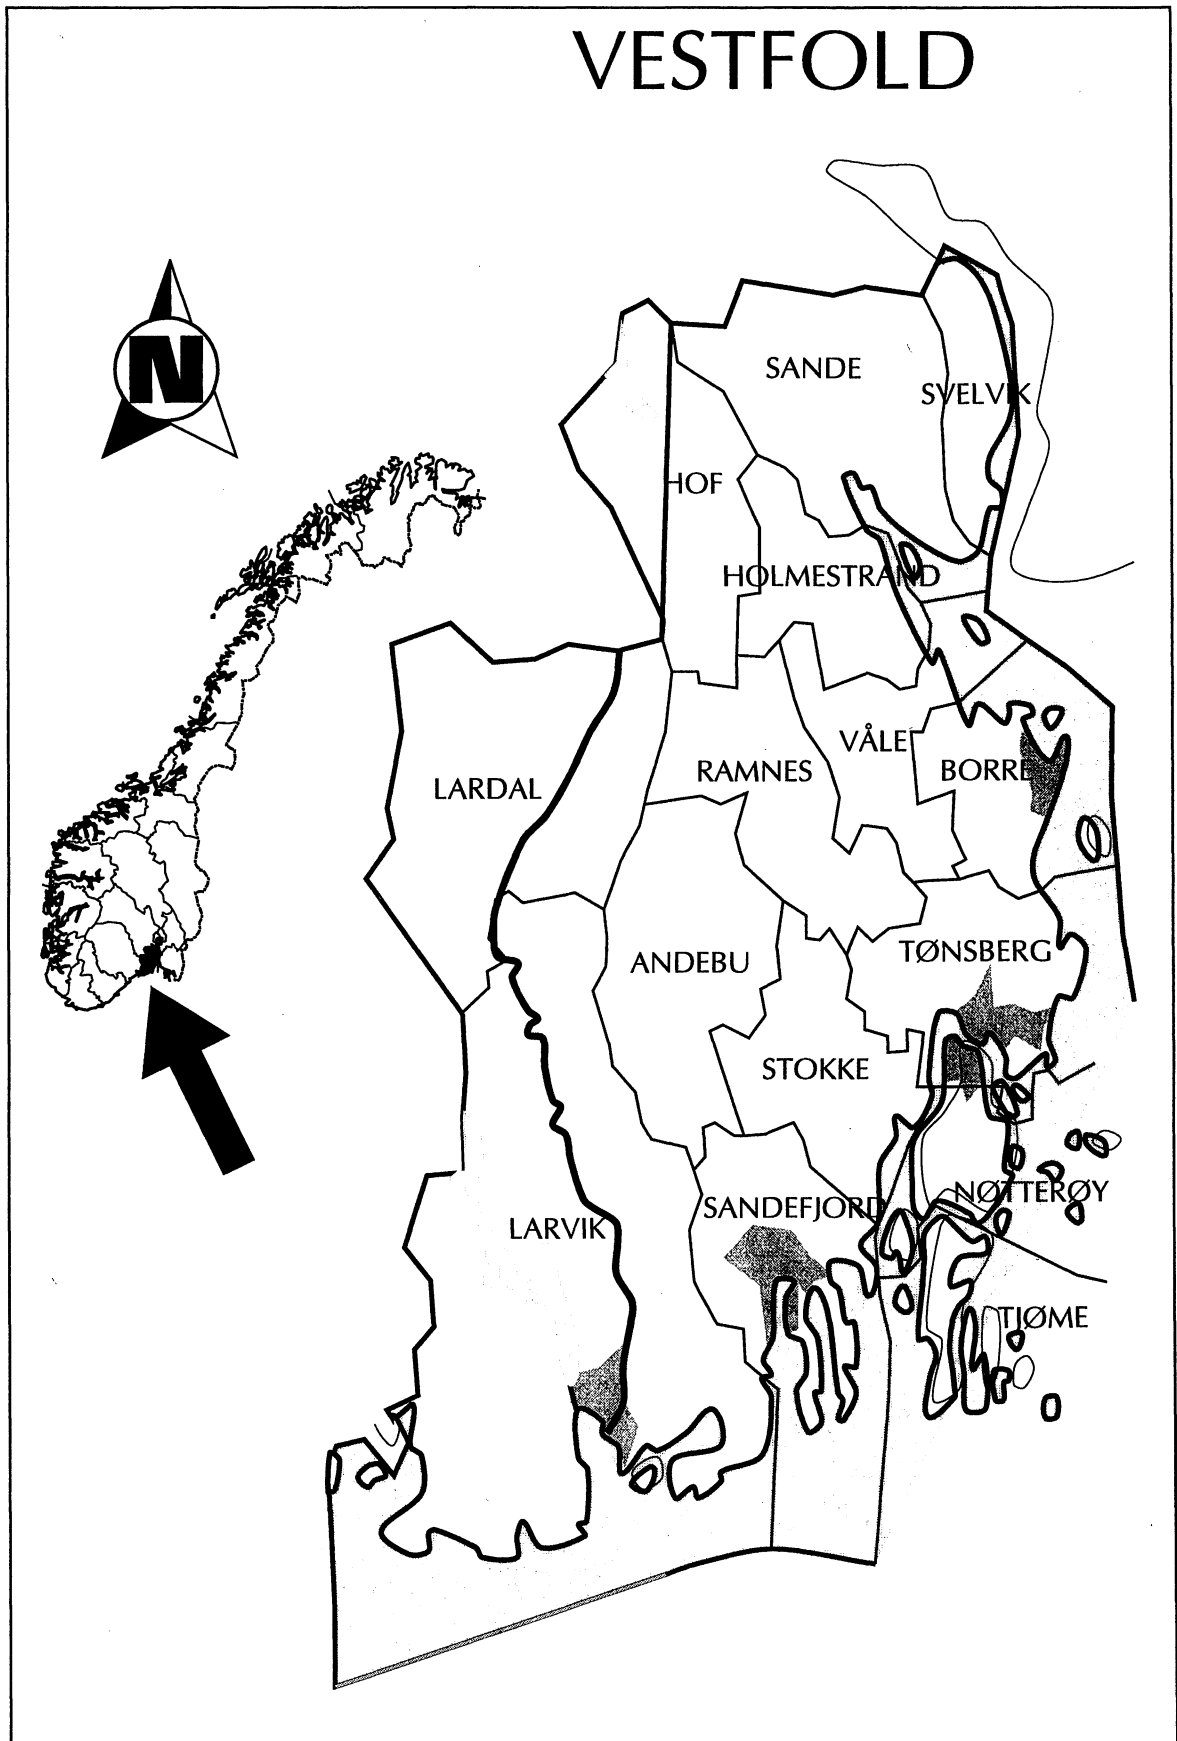 VESTFOLD
N
SANDE
SVELVIK
HOF
HOLMESTRAND
VÅLE
RAMNES
BORRE
LARDAL
TØNSBERG
ANDEBU
STOKKE
NØTTERØY
SANDEFJORD
LARVIK
TJØME